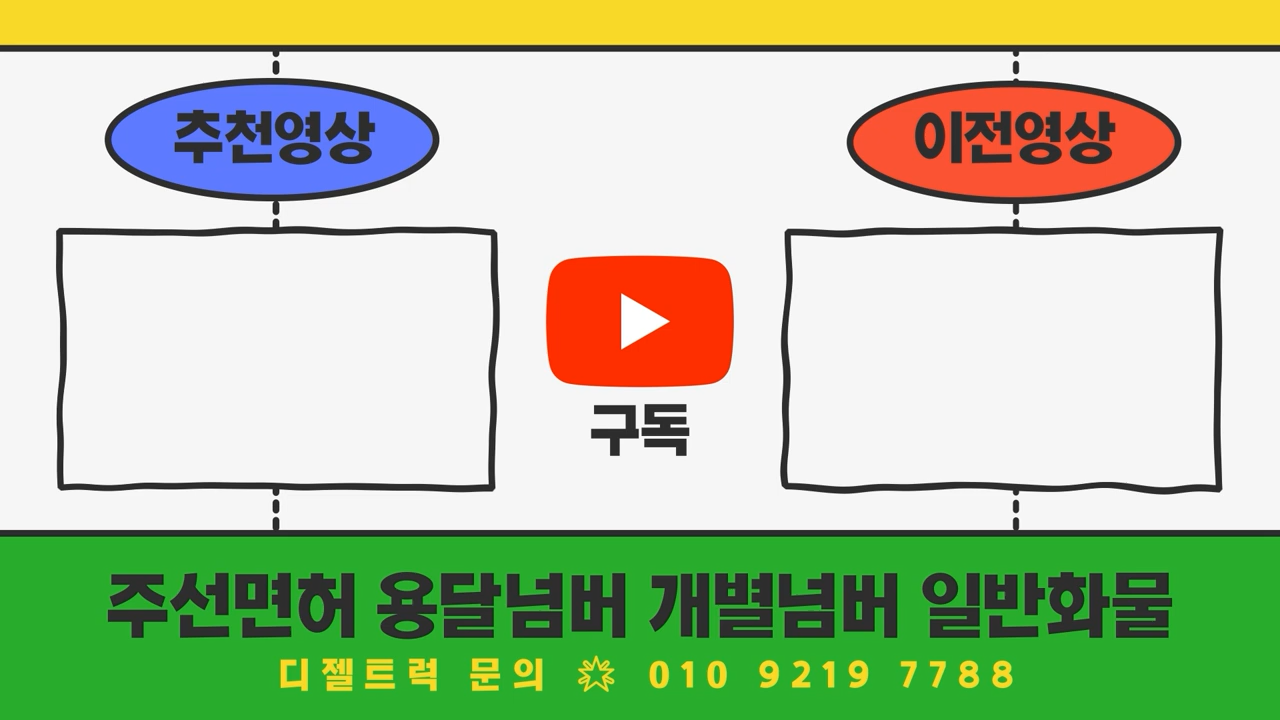 추천영상
이전영상
구독
주선면허 용달넘버 개별넘버 일반화물
디젤트럭 문의 010 9219 7788